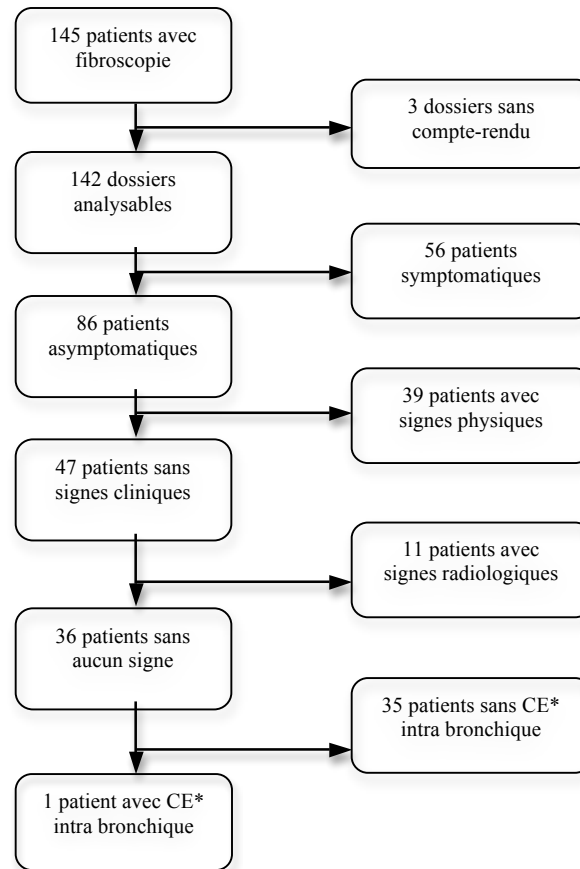 145 patients avec
fibroscopie
3 dossiers sans
compte-rendu
142 dossiers
analysables
56 patients
symptomatiques
86 patients
asymptomatiques
39 patients avec
signes physiques
47 patients sans
signes cliniques
11 patients avec
signes radiologiques
36 patients sans
aucun signe
35 patients sans CE*
intra bronchique
1 patient avec CE*
intra bronchique